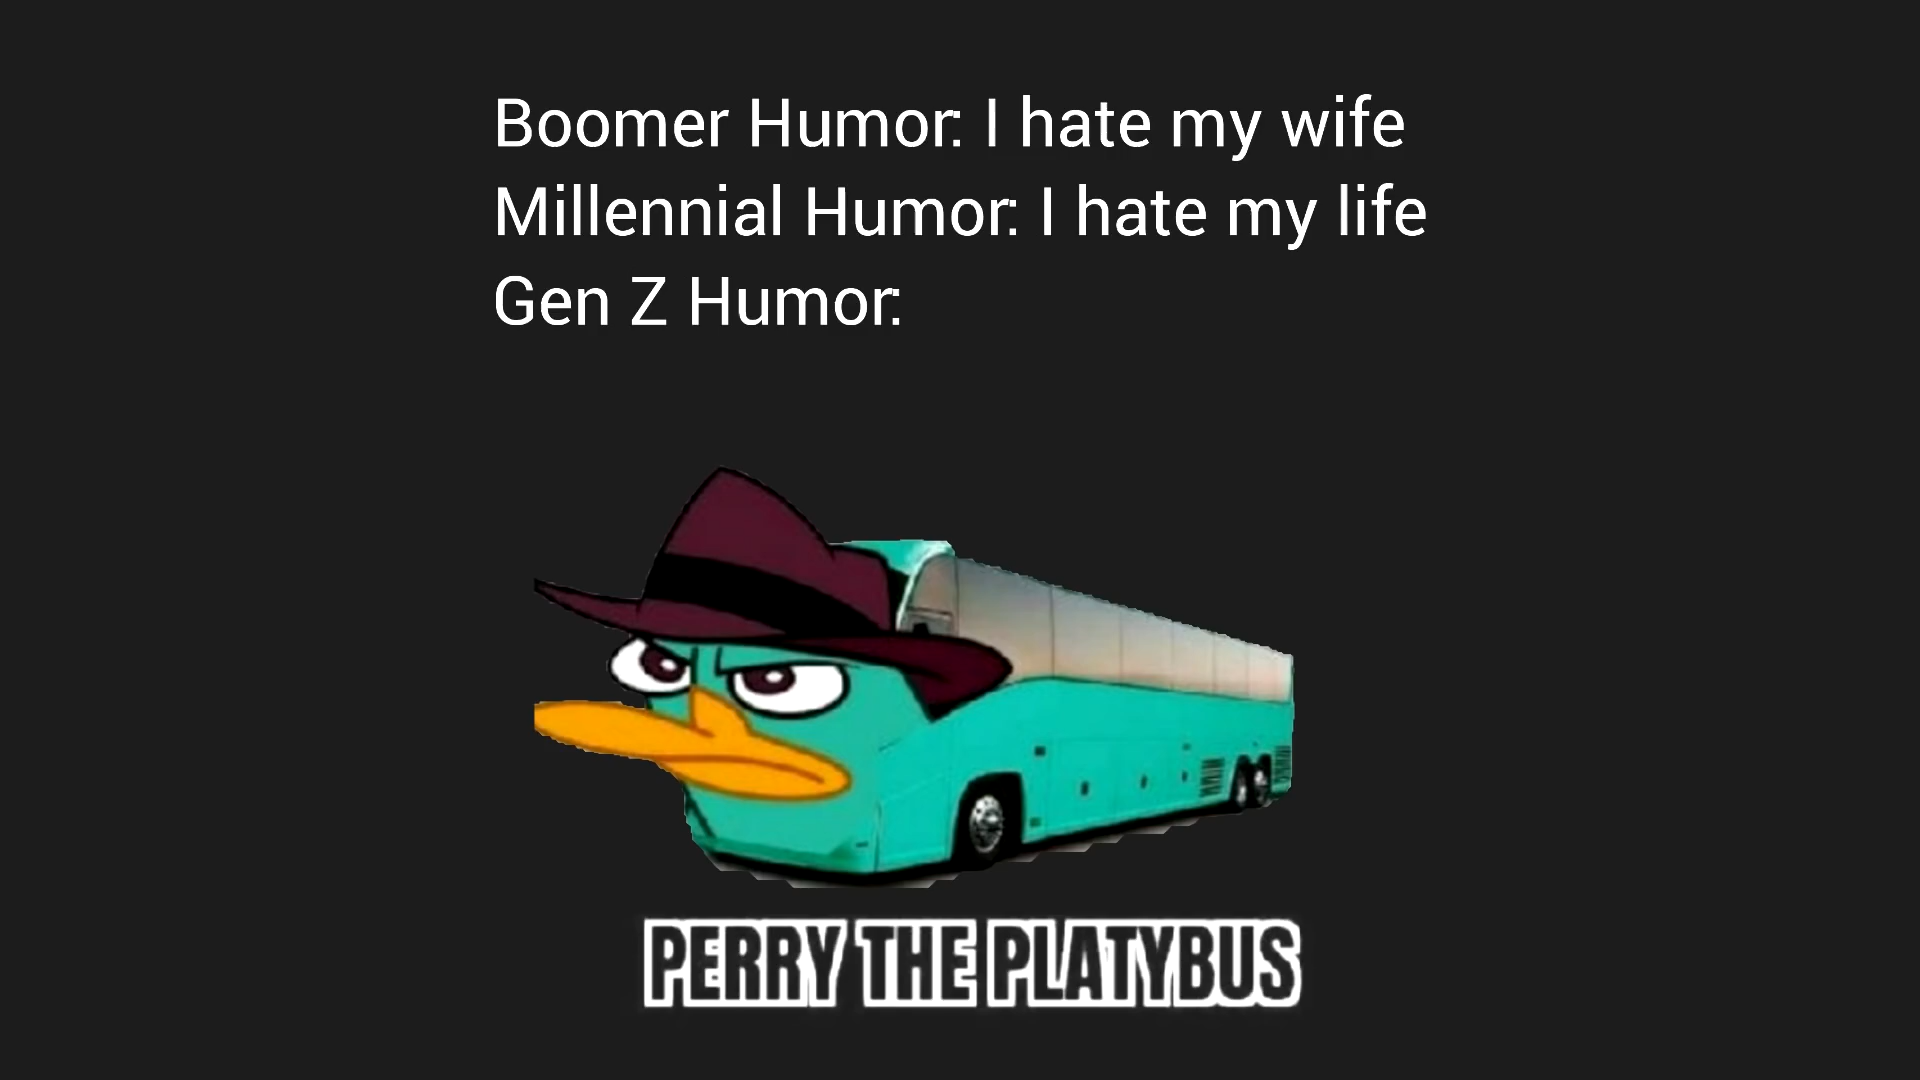 Boomer Humor: I hate my wife
Millennial Humor: I hate my life
Gen Z Humor:
PERRY THE PLATYBUS